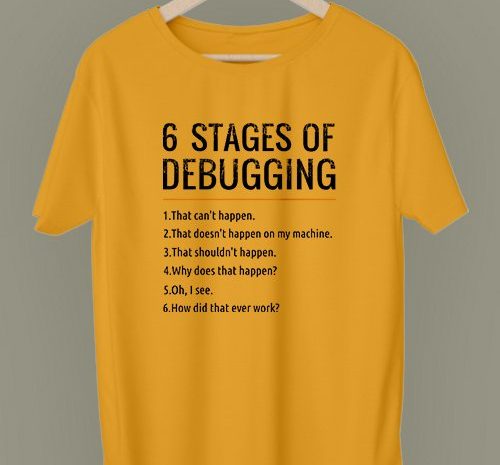 6 STAGES OF
DEBUGGING
1.That can't happen.
2.That doesn't happen on my machine.
3.That shouldn't happen.
4.Why does that happen?
5.Oh, I see.
6.How did that ever work?